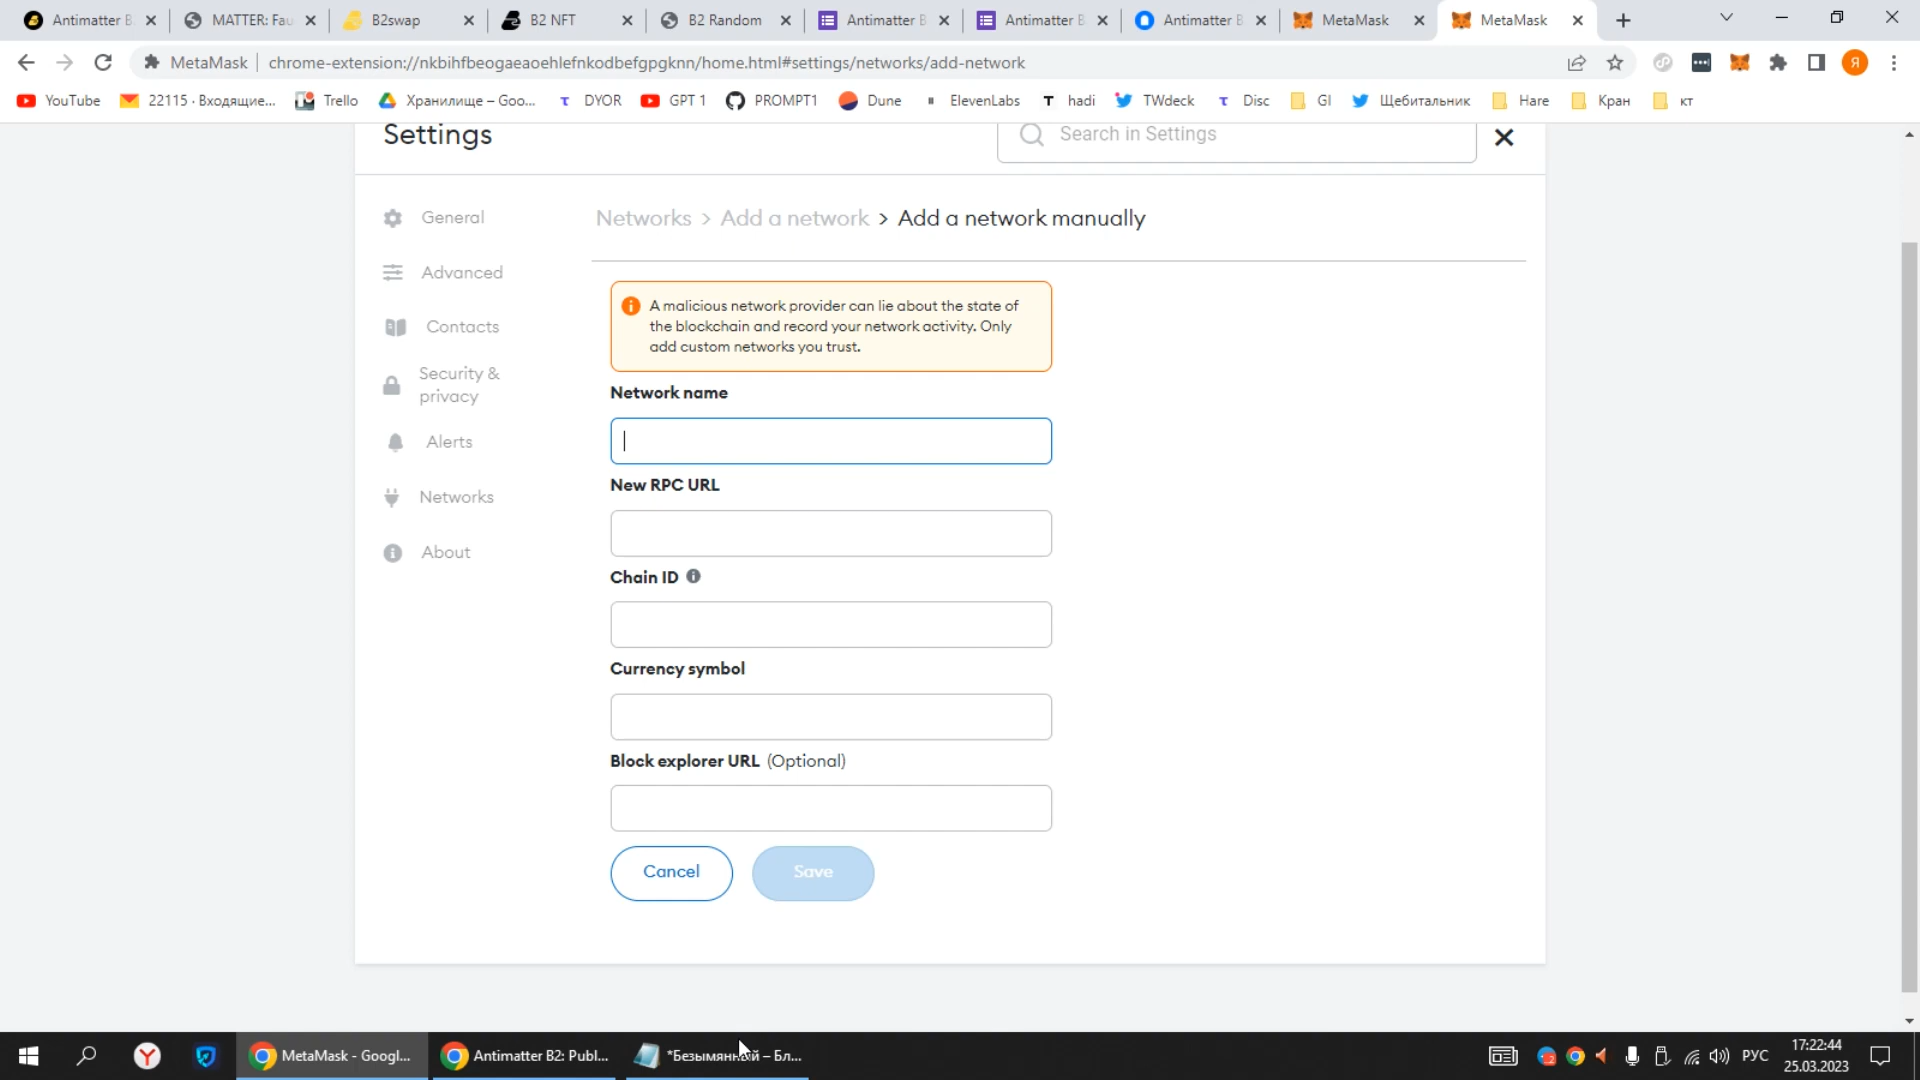 Antimatter B
MATTER: Fau
B2swap
B2 NFT
B2 Random
Antimatter B
Antimatter B
Antimatter B
MetaMask
MetaMask
MetaMask
chrome-extension://nkbihfbeogaeaoehlefnkodbefgpgknn/home.html#settings/networks/add-network
Я
YouTube
22115 · Входящие...
Trello
Хранилище – Goo...
DYOR
GPT 1
PROMPT1
Dune
ElevenLabs
hadi
TWdeck
Disc
GI
Щебитальник
Hare
Кран
кт
Settings
Search in Settings
General
Advanced
Contacts
Security &
privacy
Alerts
Networks
About
Networks > Add a network > Add a network manually
A malicious network provider can lie about the state of
the blockchain and record your network activity. Only
add custom networks you trust.
Network name
New RPC URL
Chain ID
Currency symbol
Block explorer URL (Optional)
Cancel
Save
MetaMask - Googl...
Antimatter B2: Publ...
*Безымянный – Бл...
РУС
17:22:44
25.03.2023